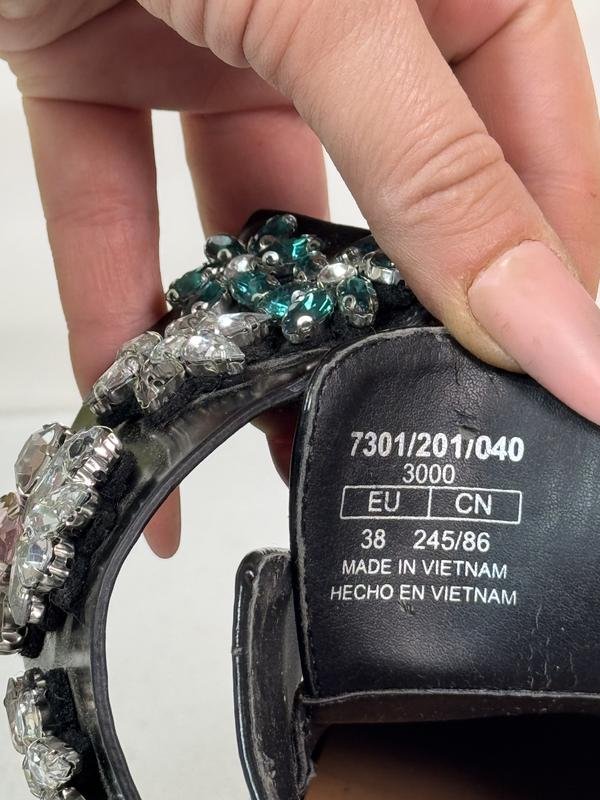 7301/201/040
3000
EU CN
38 245/86
MADE IN VIETNAM
HECHO EN VIETNAM